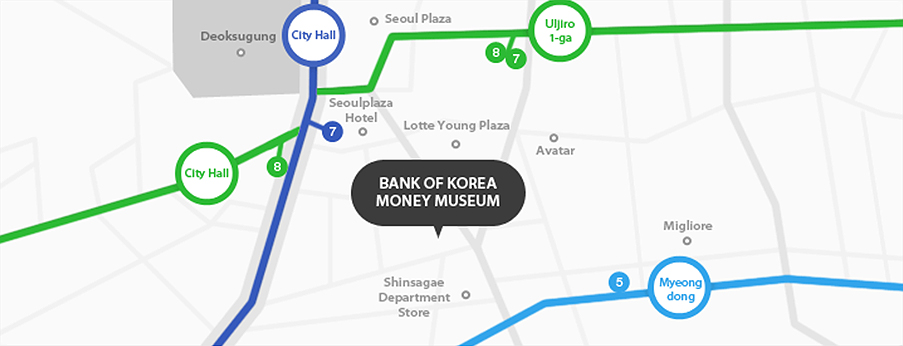 Seoul Plaza
Uljiro
1-ga
Deoksugung
City Hall
8
7
Seoulplaza
Hotel
7
Lotte Young Plaza
Avatar
City Hall
8
BANK OF KOREA
MONEY MUSEUM
Migliore
Shinsagae
Department
Store
5
Myeong
dong